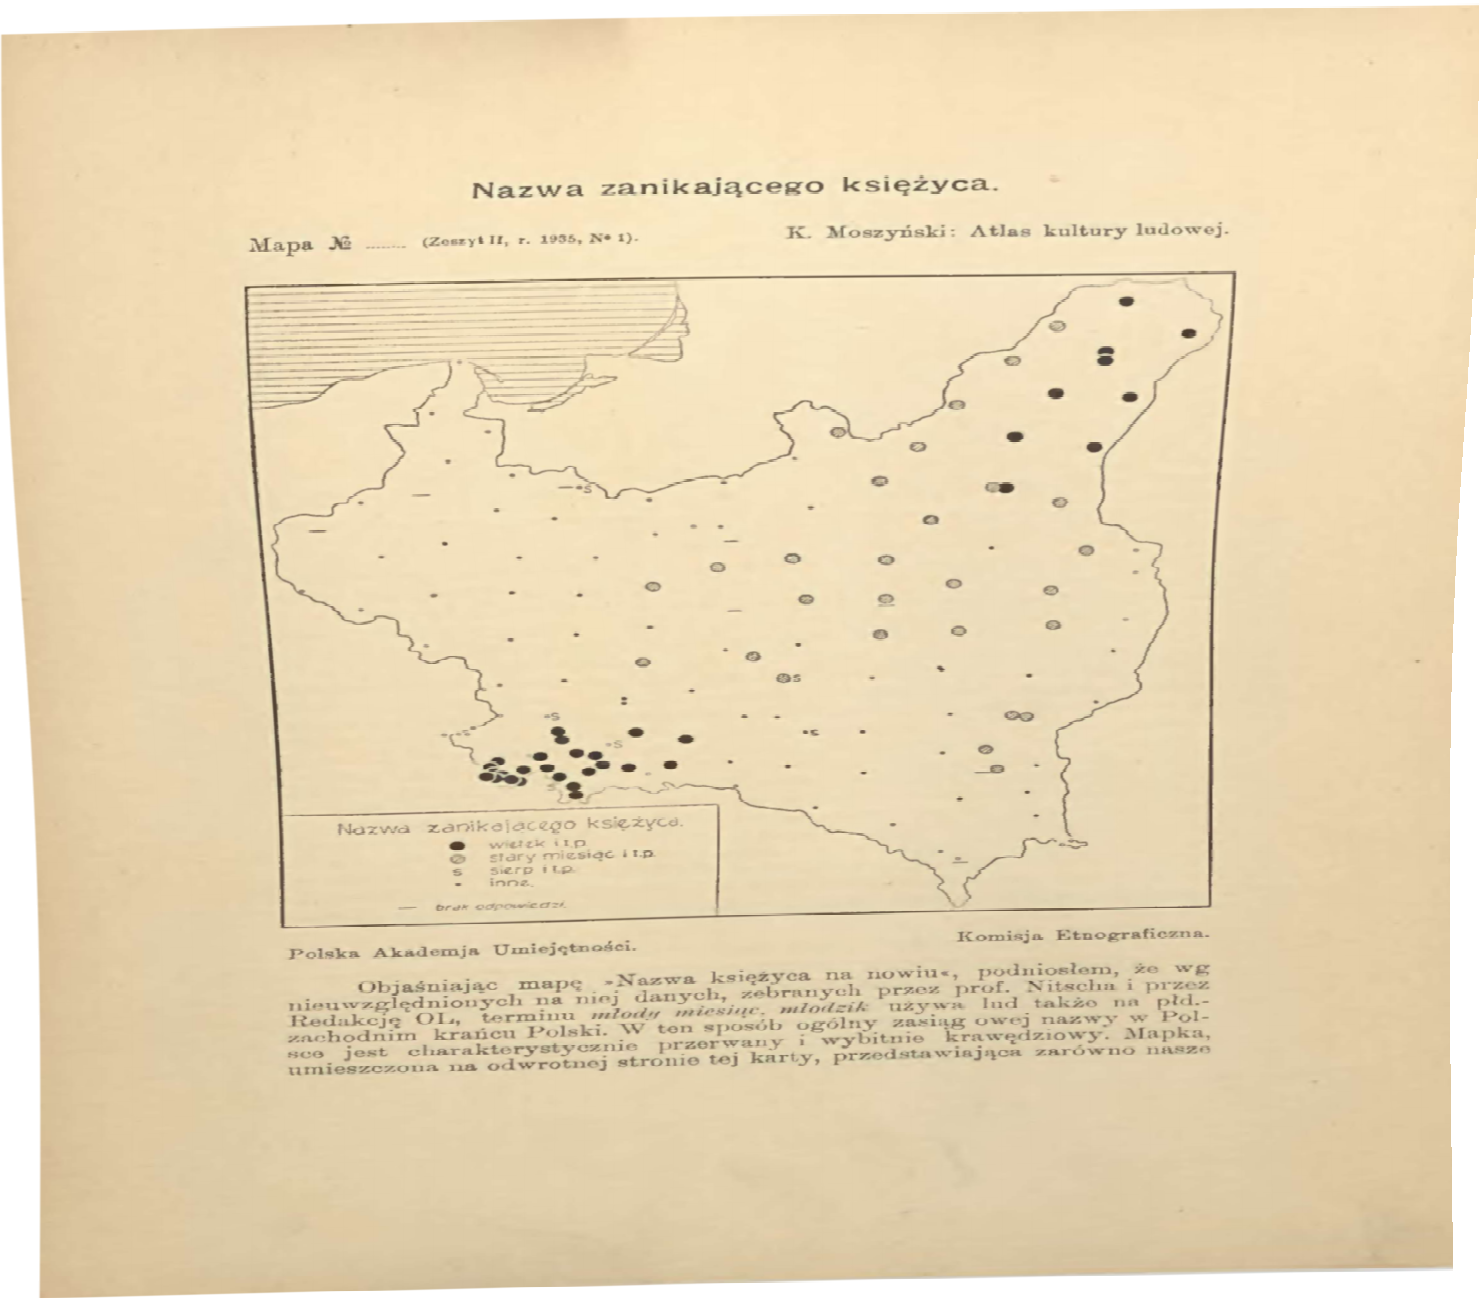 Nazwa zanikającego księżyca.
Mapa № ........ (Zeszyt II, r. 1935, N° 1).
K. Moszyński: Atlas kultury ludowej.
Nazwa zanikającego księżyca.
wietek i t.p.
stary miesiąc i t.p.
s sierp i t.p.
inne.
— brak odpowiedzi.
Polska Akademja Umiejętności.
Komisja Etnograficzna.
Objaśniając mapę »Nazwa księżyca na nowiu«, podniosłem, że wg
nieuwzględnionych na niej danych, zebranych przez prof. Nitscha i przez
Redakcję OL, terminu młody miesiąc, młodzik używa lud także na płd.-
zachodnim krańcu Polski. W ten sposób ogólny zasiąg owej nazwy w Pol-
sce jest charakterystycznie przerwany i wybitnie krawędziowy. Mapka,
umieszczona na odwrotnej stronie tej karty, przedstawiająca zarówno nasze